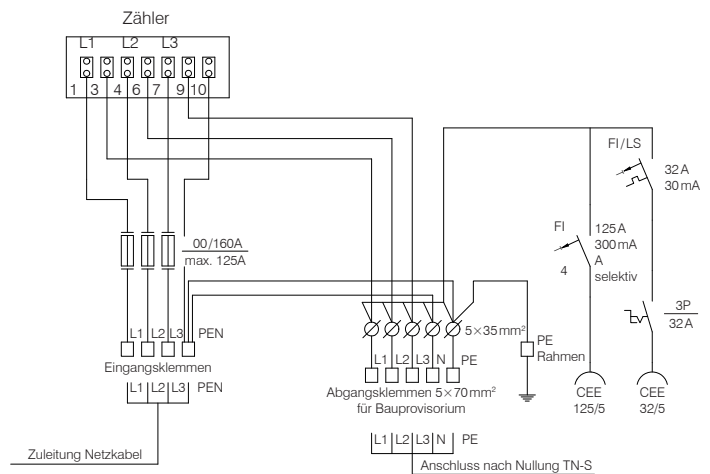 Zähler
L1 L2 L3
1 3 4 6 7 9 10
FI/LS
32 A
30 mA
FI
125 A
300 mA
A
selektiv
4
00/160A
max. 125A
3P
32 A
L1 L2 L3 PEN
5×35 mm²
PE
Rahmen
Eingangsklemmen
L1 L2 L3 N PE
L1 L2 L3 PEN
Abgangsklemmen 5×70 mm²
für Bauprovisorium
CEE
125/5
CEE
32/5
L1 L2 L3 N PE
Zuleitung Netzkabel
Anschluss nach Nullung TN-S